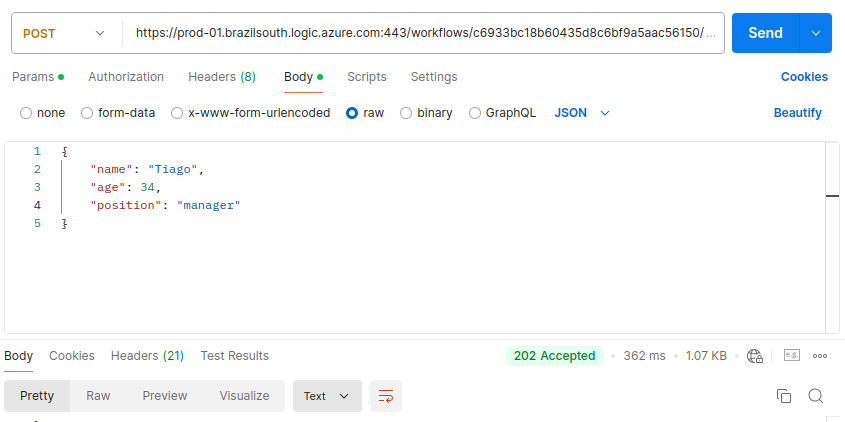 POST https://prod-01.brazilsouth.logic.azure.com:443/workflows/c6933bc18b60435d8c6bf9a5aac56150/ ... Send
Params Authorization Headers (8) Body Scripts Settings Cookies
none form-data x-www-form-urlencoded raw binary GraphQL JSON Beautify
1 {
2 "name": "Tiago",
3 "age": 34,
4 "position": "manager"
5 }
Body Cookies Headers (21) Test Results 202 Accepted 362 ms 1.07 KB e.g.
Pretty Raw Preview Visualize Text